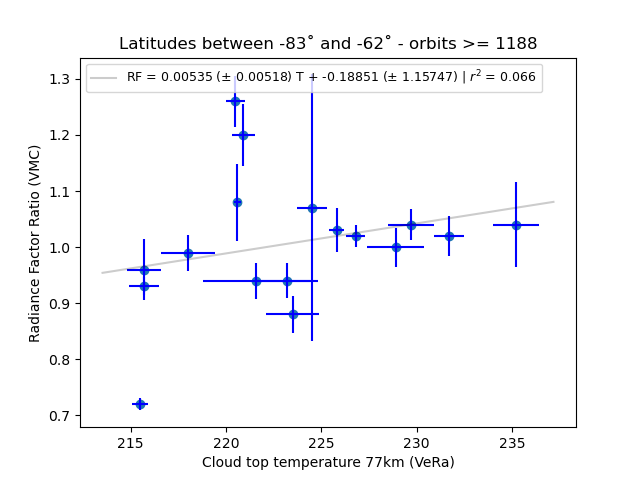 Latitudes between -83˚ and -62˚ - orbits >= 1188
RF = 0.00535 (± 0.00518) T + -0.18851 (± 1.15747) | r² = 0.066
1.3
1.2
1.1
1.0
0.9
0.8
0.7
Radiance Factor Ratio (VMC)
215 220 225 230 235
Cloud top temperature 77km (VeRa)